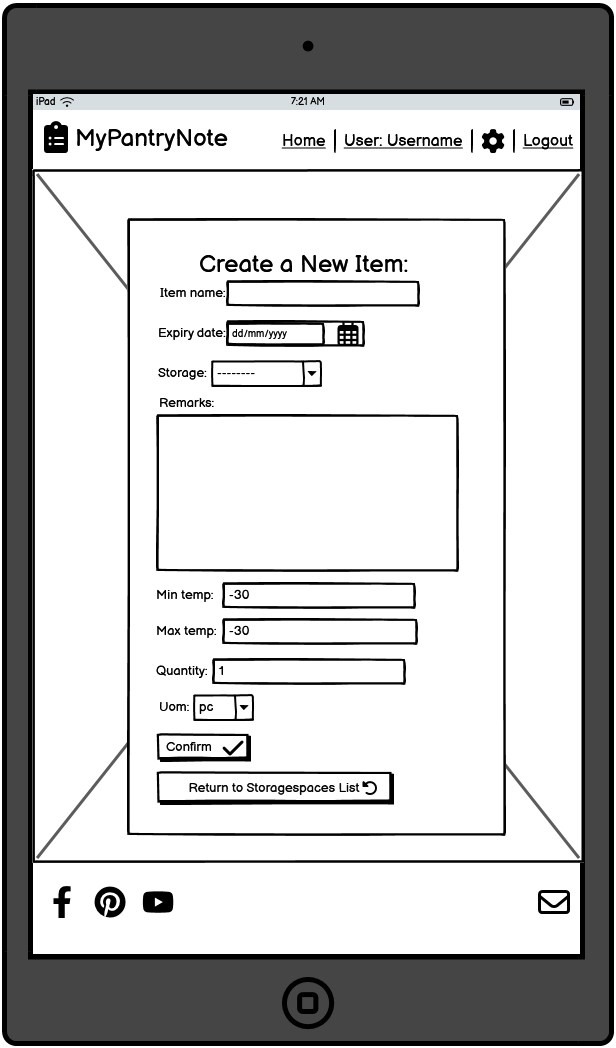 iPad 7:21 AM
MyPantryNote Home User: Username Logout
Create a New Item:
Item name:
Expiry date: dd/mm/yyyy
Storage: --------
Remarks:
Min temp: -30
Max temp: -30
Quantity: 1
Uom: pc
Confirm
Return to Storagespaces List